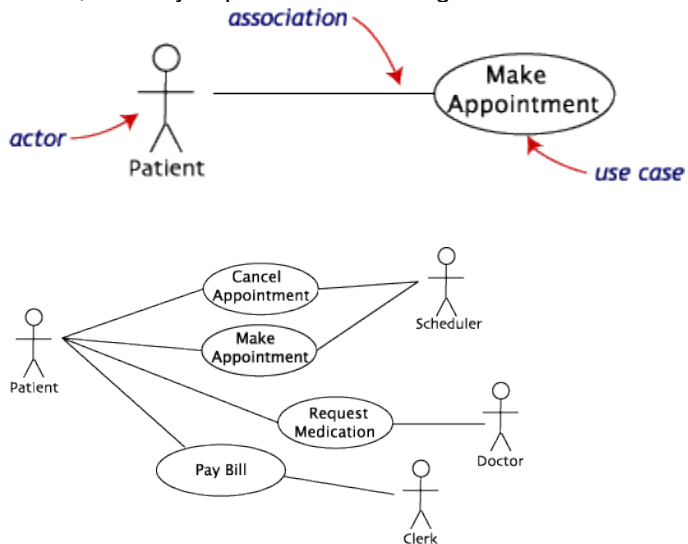 association
Make
Appointment
actor
Patient
use case
Cancel
Appointment
Scheduler
Make
Appointment
Patient
Request
Medication
Doctor
Pay Bill
Clerk